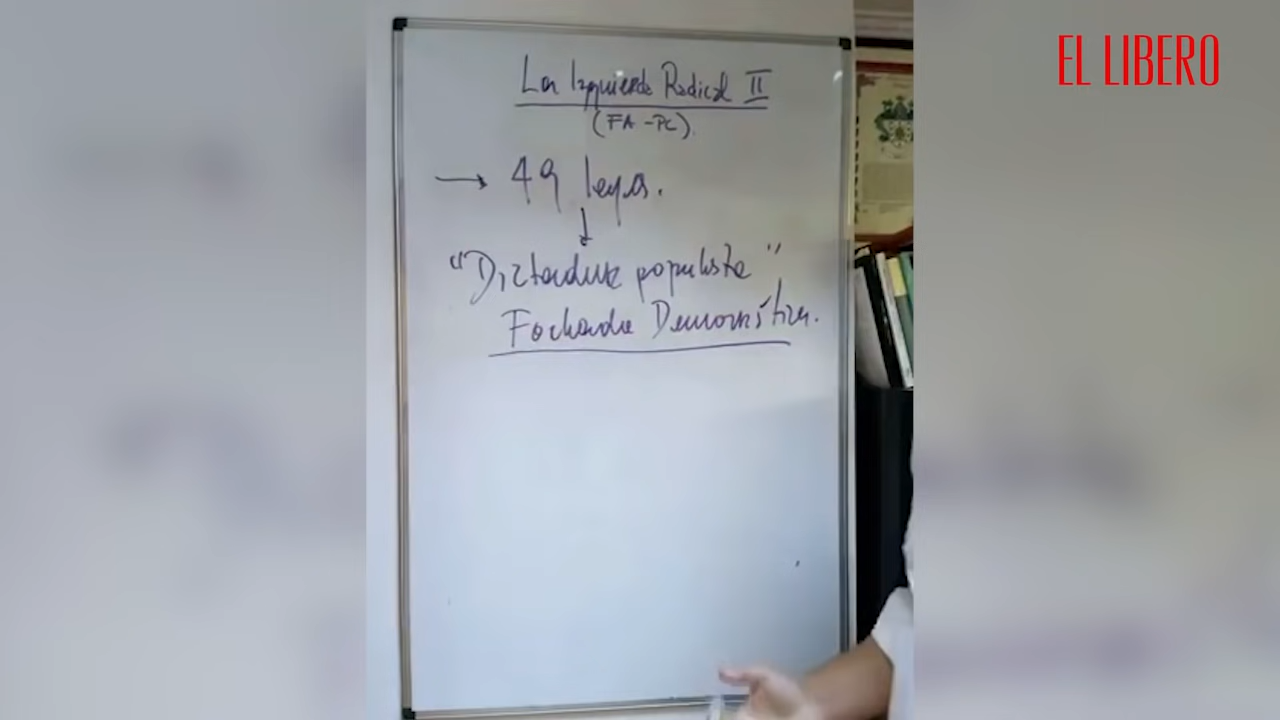 EL LIBERO
La Izquierda Radical II
(FA-PC).
→ 49 leyes.
↓
"Dictadura populista"
Fachada Democrática.